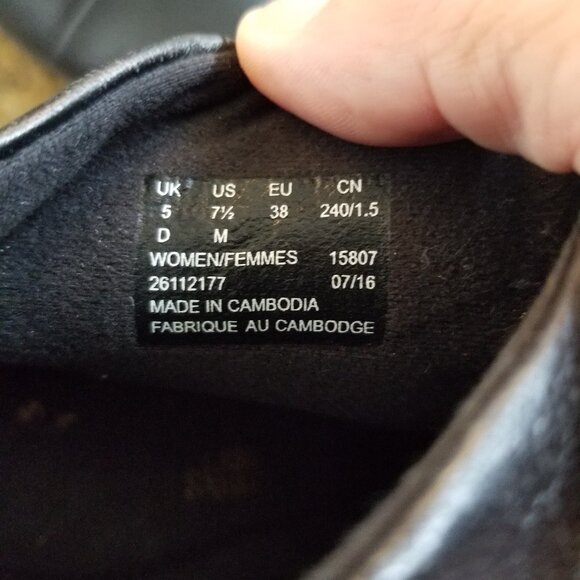 UK US EU CN
5 7½ 38 240/1.5
D M
WOMEN/FEMMES 15807
26112177 07/16
MADE IN CAMBODIA
FABRIQUE AU CAMBODGE